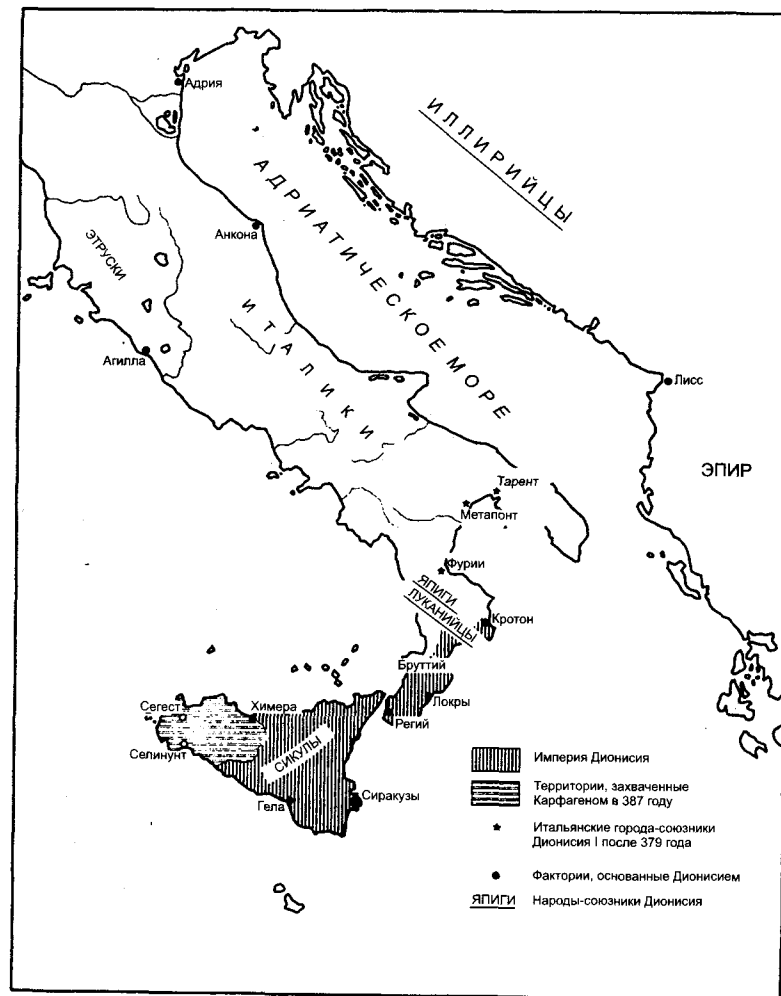 Адрия
ИЛЛИРИЙЦЫ
АДРИАТИЧЕСКОЕ МОРЕ
Анкона
ЭТРУСКИ
ИТАЛИКИ
Агилла
Лисс
ЭПИР
Тарент
Метапонт
Фурии
ЯПИГИ
ЛУКАНИЙЦЫ
Кротон
Бруттий
Сегест
Химера
Локры
Регий
Селинунт
СИКУЛЫ
Гела
Сиракузы
Империя Дионисия
Территории, захваченные
Карфагеном в 387 году
Итальянские города-союзники
Дионисия I после 379 года
Фактории, основанные Дионисием
ЯПИГИ Народы-союзники Дионисия